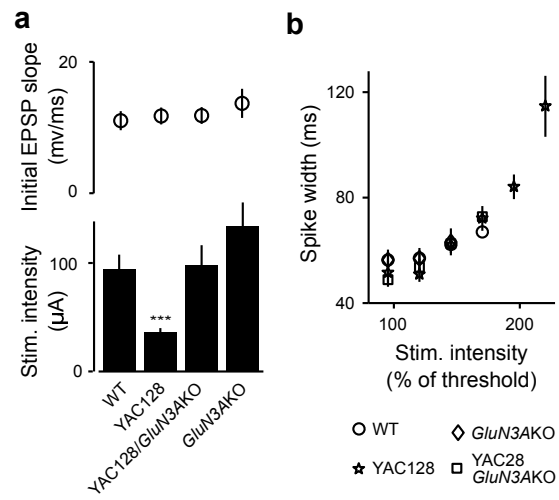 a
Initial EPSP slope
(mv/ms)
20
0
Stim. intensity
(µA)
100
0
***
WT
YAC128
YAC128/GluN3AKO
GluN3AKO
b
Spike width (ms)
120
80
40
100
200
Stim. intensity
(% of threshold)
WT
GluN3AKO
YAC128
YAC28
GluN3AKO